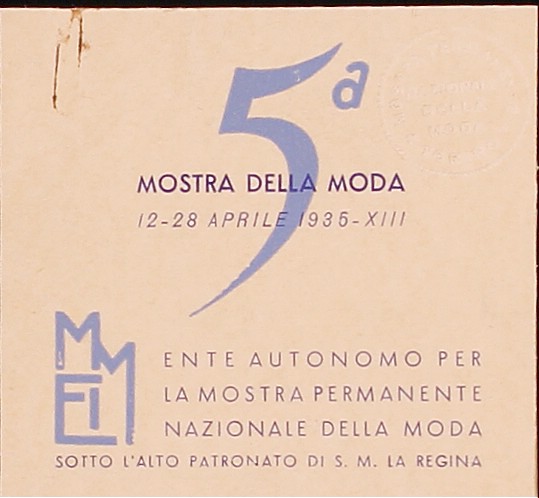 5ª
MOSTRA DELLA MODA
12-28 APRILE 1935-XIII
ENTE AUTONOMO PER
LA MOSTRA PERMANENTE
NAZIONALE DELLA MODA
SOTTO L'ALTO PATRONATO DI S. M. LA REGINA